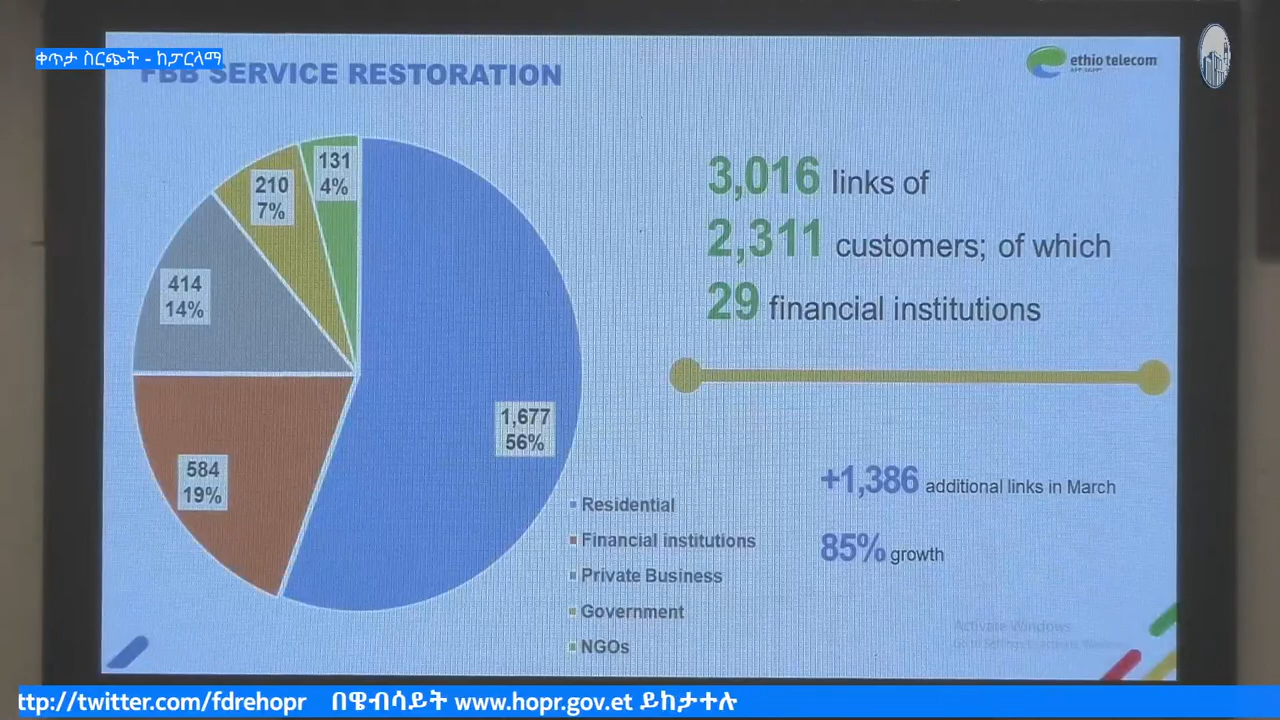 ቀጥታ ስርጭት - ከፓርላማ
FBB SERVICE RESTORATION
ethio telecom
131
4%
210
7%
414
14%
584
19%
1,677
56%
3,016 links of
2,311 customers; of which
29 financial institutions
+1,386 additional links in March
85% growth
Residential
Financial institutions
Private Business
Government
NGOs
Activate Windows
ttp://twitter.com/fdrehopr በዌብሳይት www.hopr.gov.et ይከታተሉ